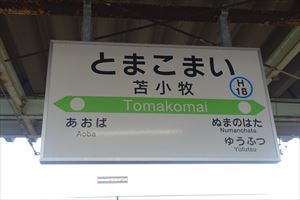 とまこまい
苫小牧
H
18
Tomakomai
あおば
Aoba
ぬまのはた
Numanohata
ゆうふつ
Yūfutsu